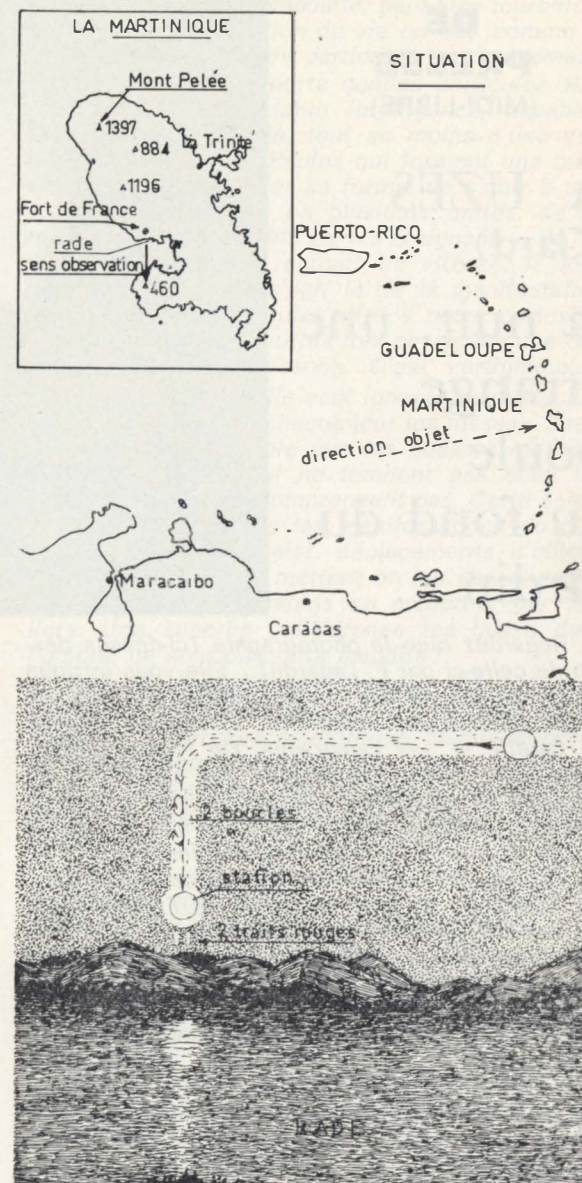 LA MARTINIQUE
Mont Pelée
1397
884
La Trinté
1196
Fort de France
rade
sens observation
460
SITUATION
PUERTO-RICO
GUADELOUPE
MARTINIQUE
direction objet
Maracaibo
Caracas
2 boucles
station
2 traits rouges
RADE